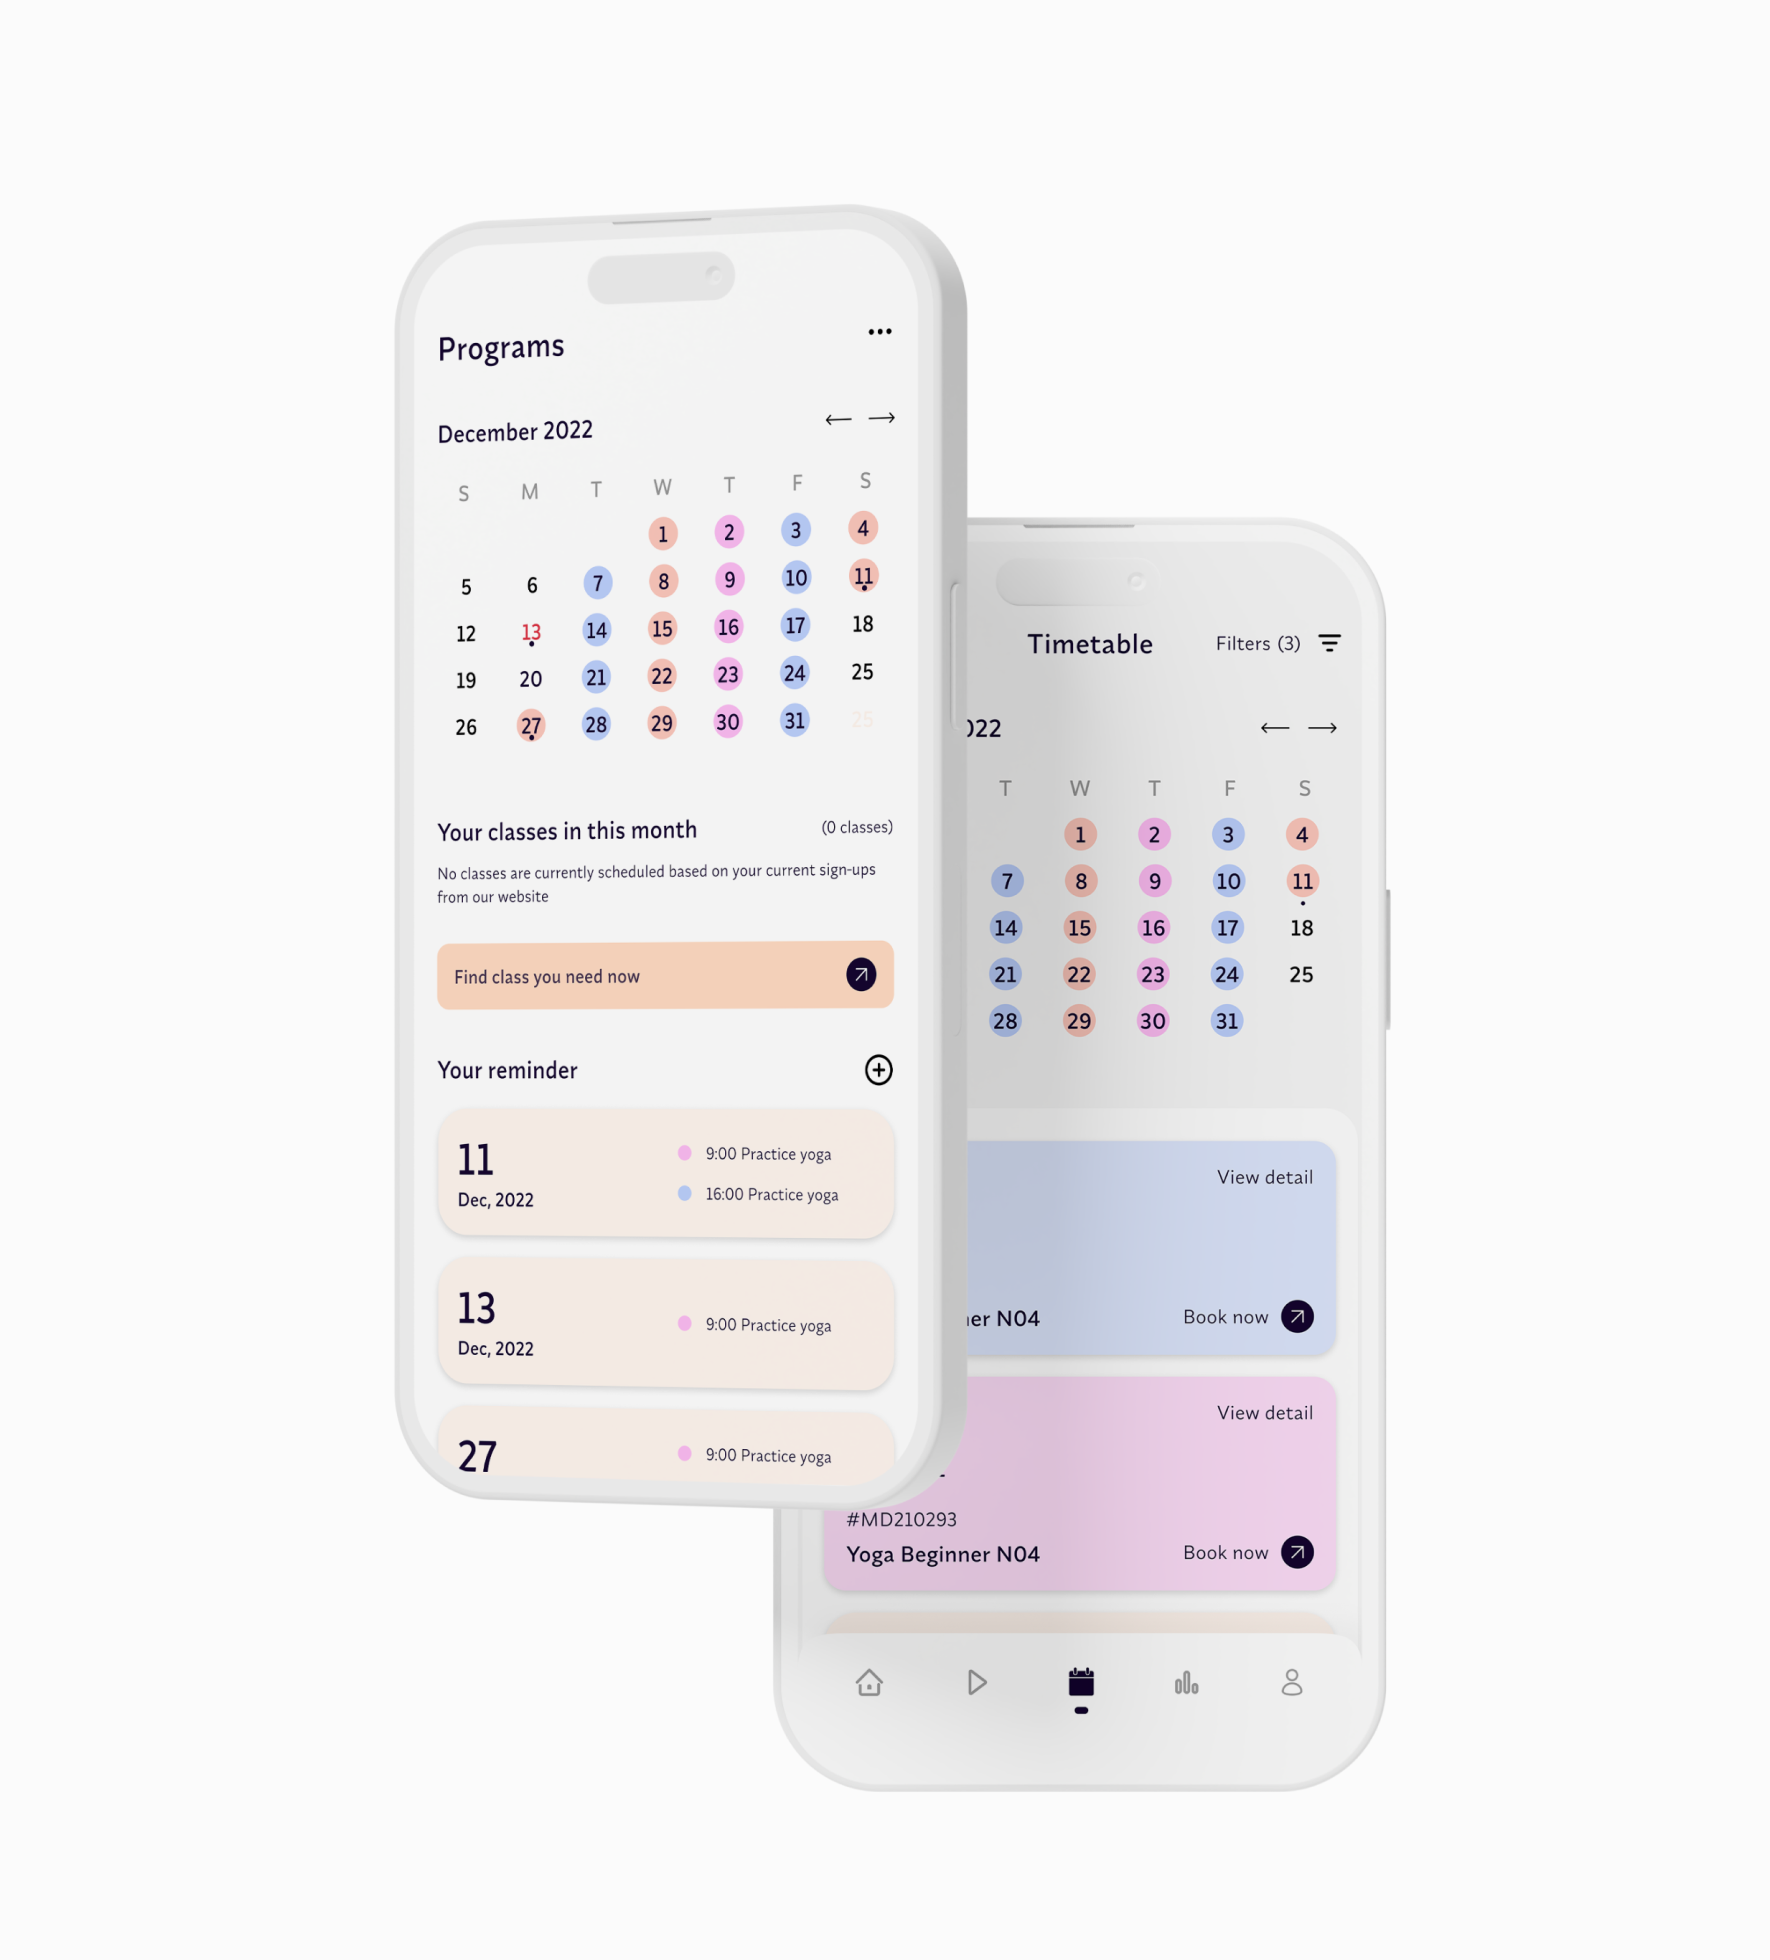 Programs
December 2022
S M T W T F S
1 2 3 4
5 6 7 8 9 10 11
12 13 14 15 16 17 18
19 20 21 22 23 24 25
26 27 28 29 30 31 25
Your classes in this month (0 classes)
No classes are currently scheduled based on your current sign-ups
from our website
Find class you need now
Your reminder
11
Dec, 2022
9:00 Practice yoga
16:00 Practice yoga
13
Dec, 2022
9:00 Practice yoga
27
9:00 Practice yoga
Timetable Filters (3)
022
T W T F S
1 2 3 4
7 8 9 10 11
14 15 16 17 18
21 22 23 24 25
28 29 30 31
View detail
er N04 Book now
View detail
#MD210293
Yoga Beginner N04 Book now